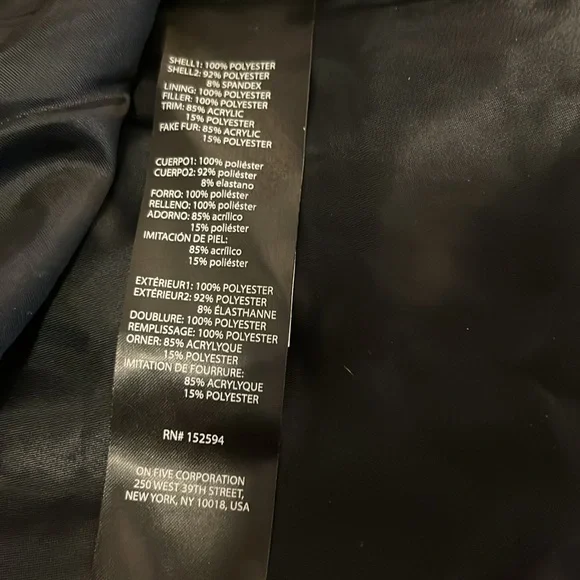 SHELL1: 100% POLYESTER
SHELL2: 92% POLYESTER
8% SPANDEX
LINING: 100% POLYESTER
FILLER: 100% POLYESTER
TRIM: 85% ACRYLIC
15% POLYESTER
FAKE FUR: 85% ACRYLIC
15% POLYESTER
CUERPO1: 100% poliéster
CUERPO2: 92% poliéster
8% elastano
FORRO: 100% poliéster
RELLENO: 100% poliéster
ADORNO: 85% acrílico
15% poliéster
IMITACIÓN DE PIEL:
85% acrílico
15% poliéster
EXTÉRIEUR1: 100% POLYESTER
EXTÉRIEUR2: 92% POLYESTER
8% ÉLASTHANNE
DOUBLURE: 100% POLYESTER
REMPLISSAGE: 100% POLYESTER
ORNER: 85% ACRYLYQUE
15% POLYESTER
IMITATION DE FOURRURE:
85% ACRYLYQUE
15% POLYESTER
RN# 152594
ON FIVE CORPORATION
250 WEST 39TH STREET,
NEW YORK, NY 10018, USA